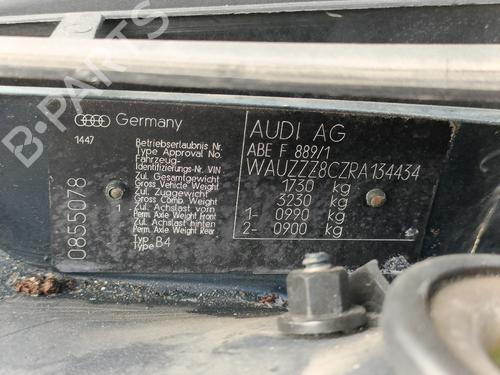 Germany
1447
0855078
Betriebserlaubnis Nr.
Type Approval No.
Fahrzeug-
Identifizierungs-Nr. VIN
Zul. Gesamtgewicht
Gross Vehicle Weight
Zul. Zuggewicht
Gross Comb. Weight
Zul. Achslast vorn
Perm. Axle Weight Front
Zul. Achslast hinten
Perm. Axle Weight Rear
Typ
Type B4
1
AUDI AG
ABE F 889/1
WAUZZZ8CZRA134434
1730 kg
3230 kg
1- 0990 kg
2- 0900 kg
B-PARTS